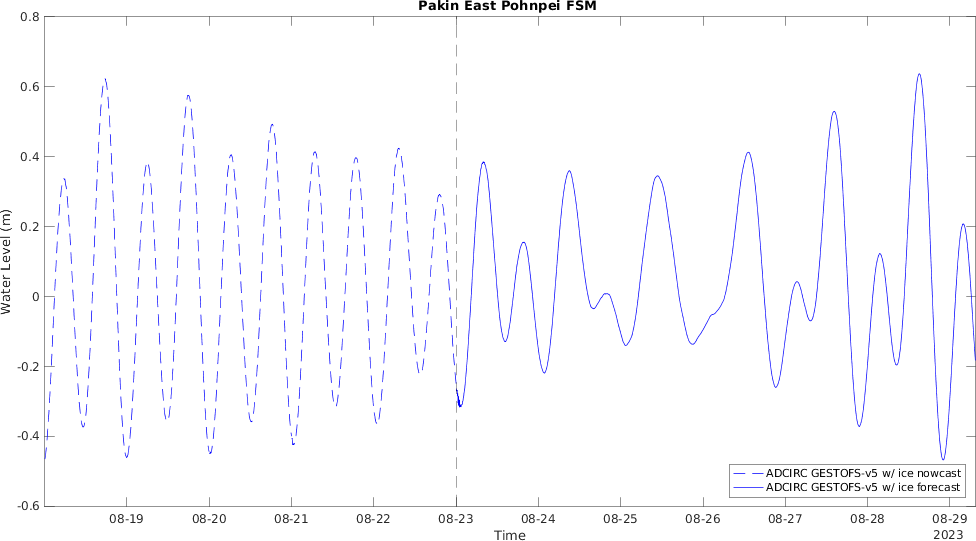 Pakin East Pohnpei FSM
0.8
0.6
0.4
0.2
0
-0.2
-0.4
-0.6
Water Level (m)
ADCIRC GESTOFS-v5 w/ ice nowcast
ADCIRC GESTOFS-v5 w/ ice forecast
08-19 08-20 08-21 08-22 08-23 08-24 08-25 08-26 08-27 08-28 08-29
Time
2023